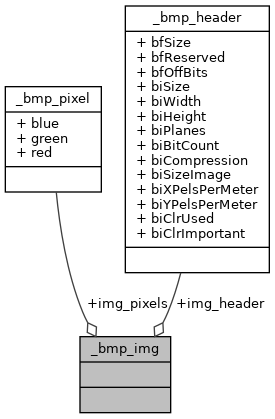 _bmp_header
+ bfSize
+ bfReserved
+ bfOffBits
+ biSize
+ biWidth
+ biHeight
+ biPlanes
+ biBitCount
+ biCompression
+ biSizeImage
+ biXPelsPerMeter
+ biYPelsPerMeter
+ biClrUsed
+ biClrImportant
_bmp_pixel
+ blue
+ green
+ red
+img_pixels
+img_header
_bmp_img